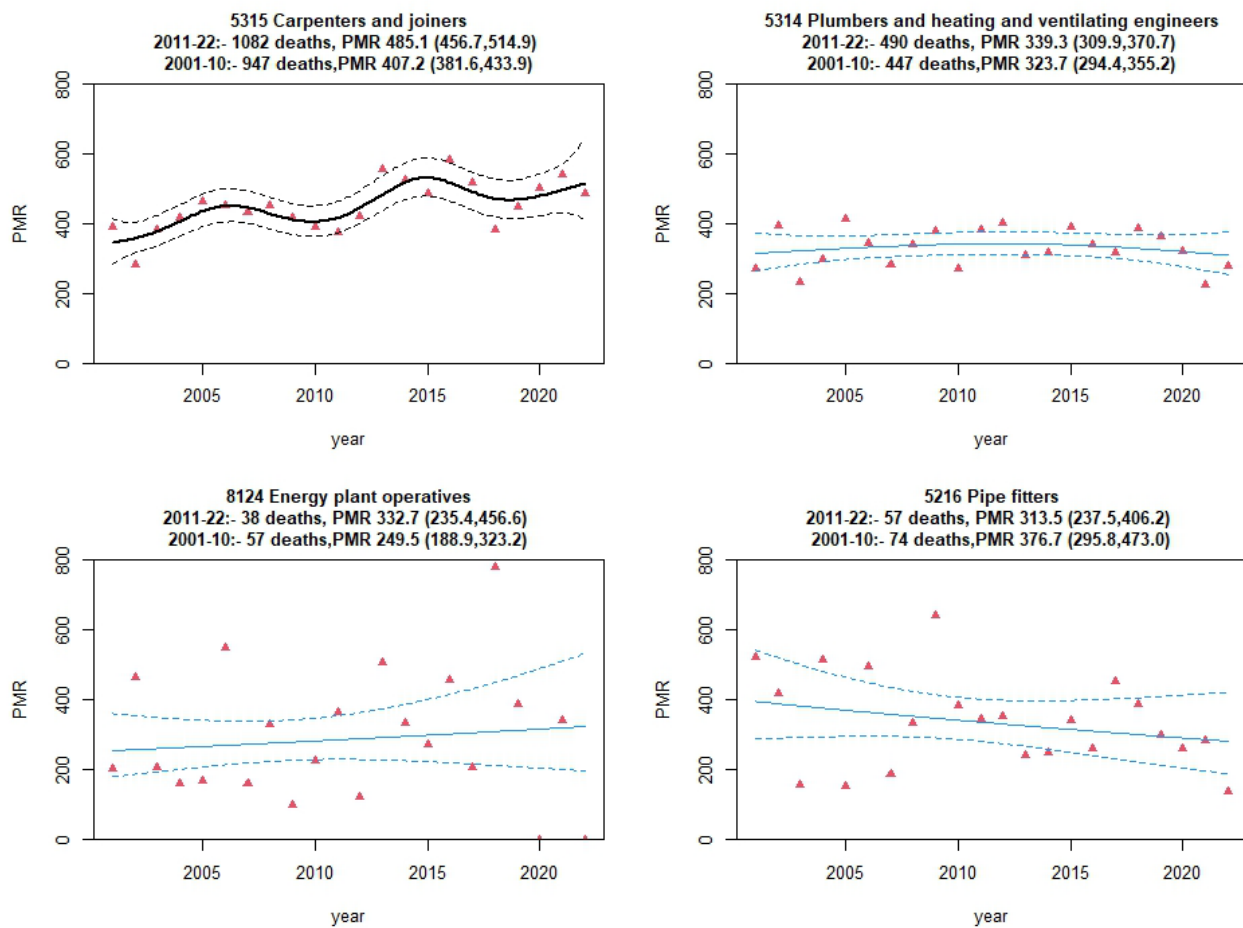 5315 Carpenters and joiners
2011-22:- 1082 deaths, PMR 485.1 (456.7,514.9)
2001-10:- 947 deaths,PMR 407.2 (381.6,433.9)
PMR
800
600
400
200
0
2005
2010
2015
2020
year
5314 Plumbers and heating and ventilating engineers
2011-22:- 490 deaths, PMR 339.3 (309.9,370.7)
2001-10:- 447 deaths,PMR 323.7 (294.4,355.2)
PMR
800
600
400
200
0
2005
2010
2015
2020
year
8124 Energy plant operatives
2011-22:- 38 deaths, PMR 332.7 (235.4,456.6)
2001-10:- 57 deaths,PMR 249.5 (188.9,323.2)
PMR
800
600
400
200
0
2005
2010
2015
2020
year
5216 Pipe fitters
2011-22:- 57 deaths, PMR 313.5 (237.5,406.2)
2001-10:- 74 deaths,PMR 376.7 (295.8,473.0)
PMR
800
600
400
200
0
2005
2010
2015
2020
year